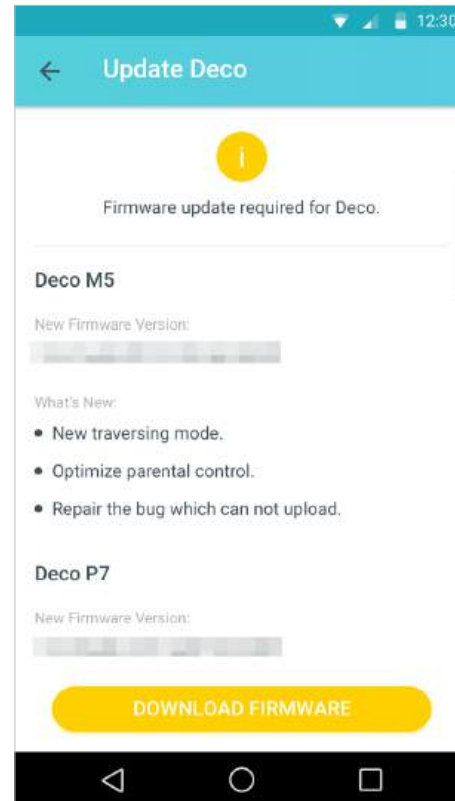 12:30
Update Deco
i
Firmware update required for Deco.
Deco M5
New Firmware Version:
What's New:
• New traversing mode.
• Optimize parental control.
• Repair the bug which can not upload.
Deco P7
New Firmware Version:
DOWNLOAD FIRMWARE